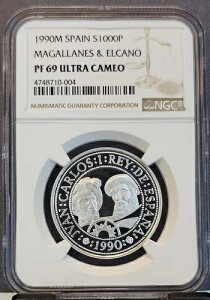 1990M SPAIN S1000P
MAGALLANES & ELCANO
PF 69 ULTRA CAMEO
4748710-004
NUMISMATIC GUARANTY CORPORATION
NGC
JVAN·CARLOS·I·REY·DE·ESPAÑA
·1990·